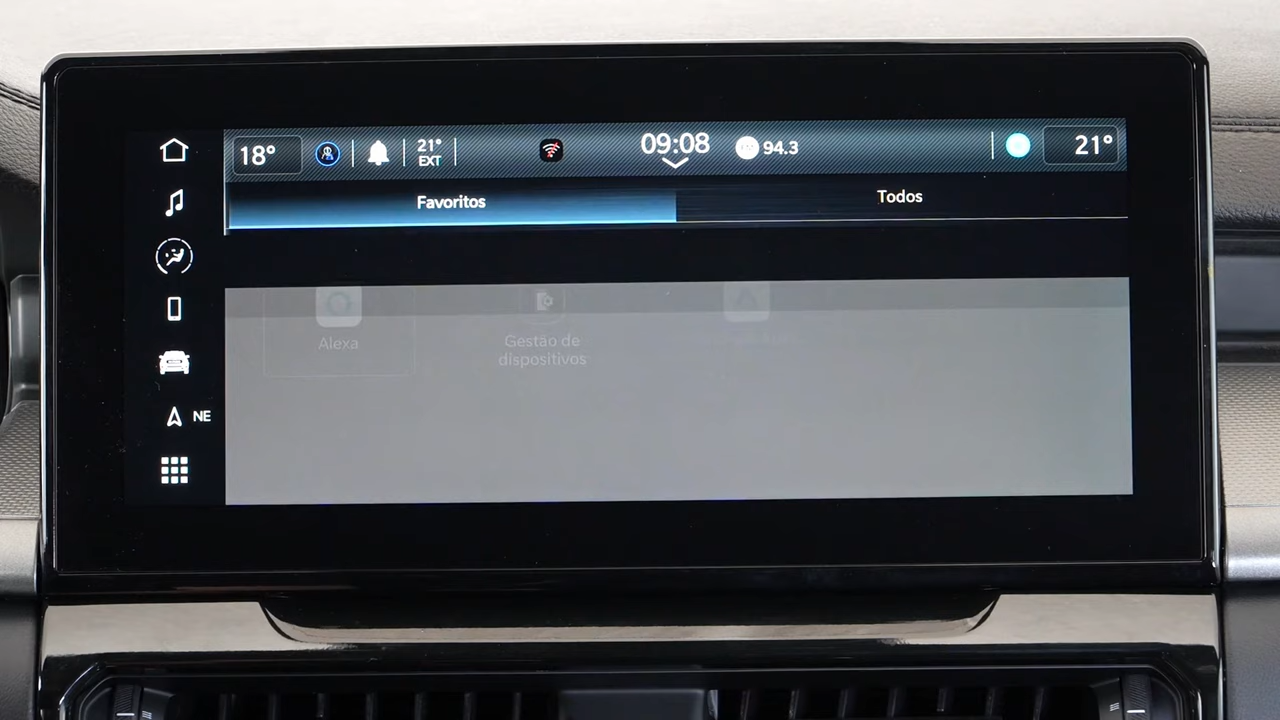 18°
21°
EXT
09:08
94.3
21°
Favoritos
Todos
Alexa
Gestão de
dispositivos
NE